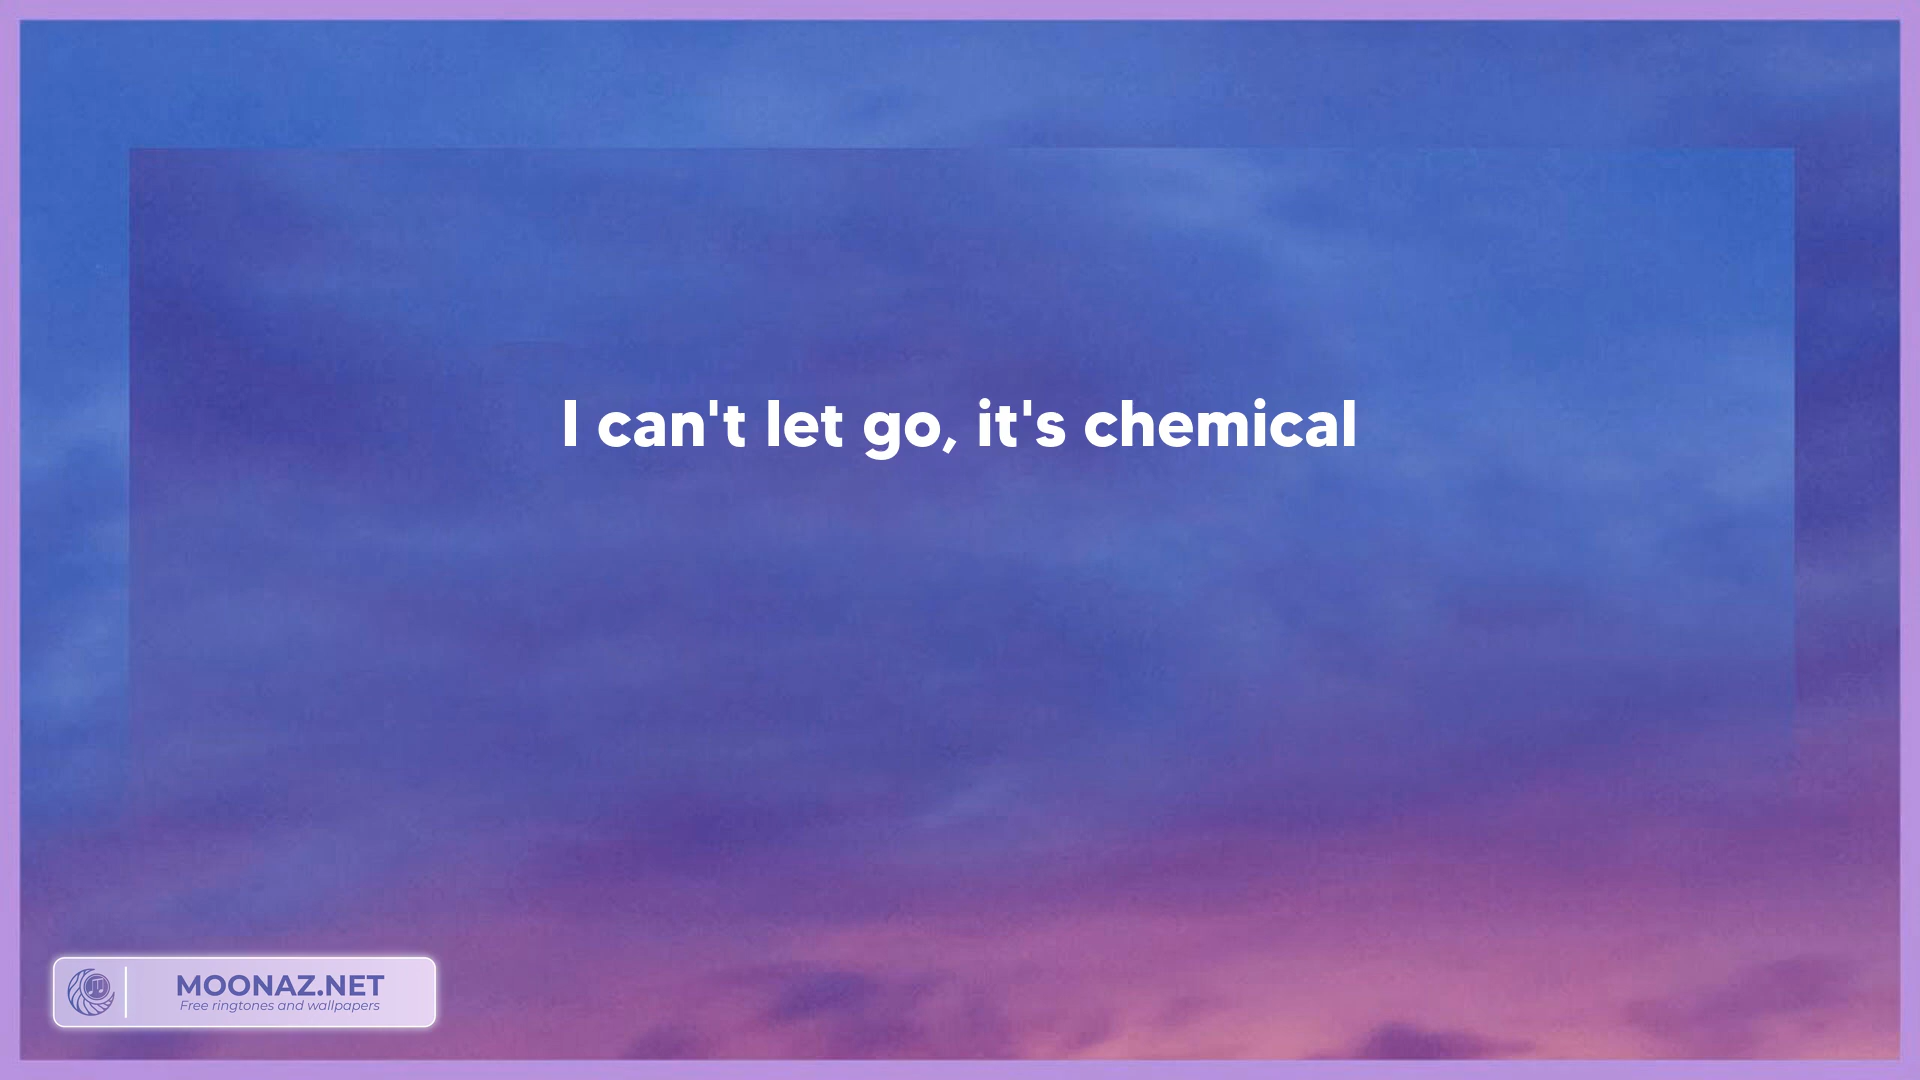 I can't let go, it's chemical
MOONAZ.NET
Free ringtones and wallpapers